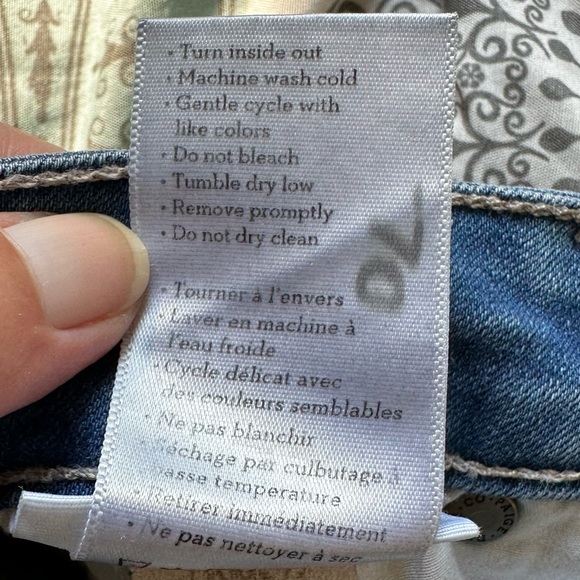 • Turn inside out
• Machine wash cold
• Gentle cycle with
like colors
• Do not bleach
• Tumble dry low
• Remove promptly
• Do not dry clean
• Tourner à l'envers
• Laver en machine à
l'eau froide
• Cycle délicat avec
des couleurs semblables
• Ne pas blanchir
• Séchage par culbutage à
basse temperature
• Retirer immédiatement
• Ne pas nettoyer à sec
PAIGE